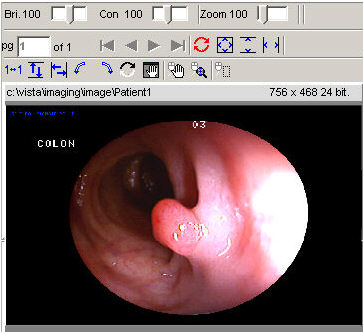 Bri. 100 Con 100 Zoom 100
pg 1 of 1
1↔1
c:\vista\imaging\image\Patient1 756 x 468 24 bit.
03
COLON